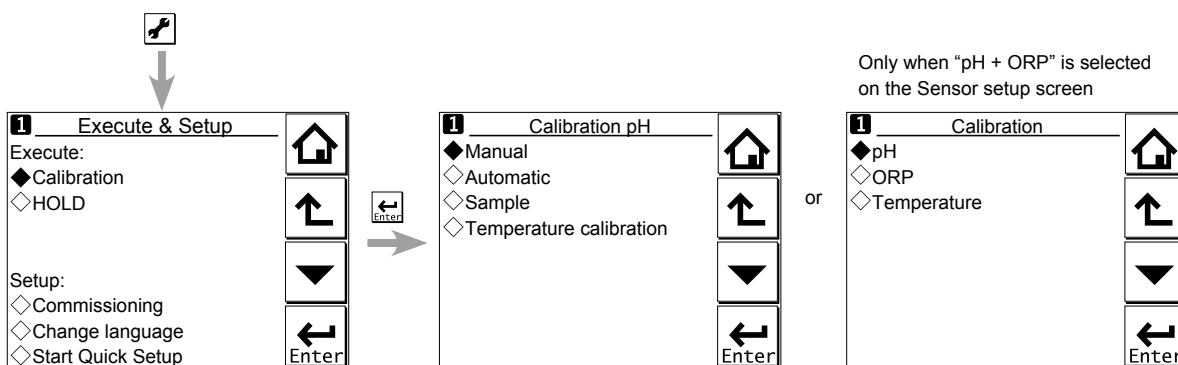 Only when “pH + ORP” is selected
on the Sensor setup screen
1 Execute & Setup
Execute:
◆Calibration
◇HOLD
Setup:
◇Commissioning
◇Change language
◇Start Quick Setup
Enter
Enter
1 Calibration pH
◆Manual
◇Automatic
◇Sample
◇Temperature calibration
Enter
or
1 Calibration
◆pH
◇ORP
◇Temperature
Enter